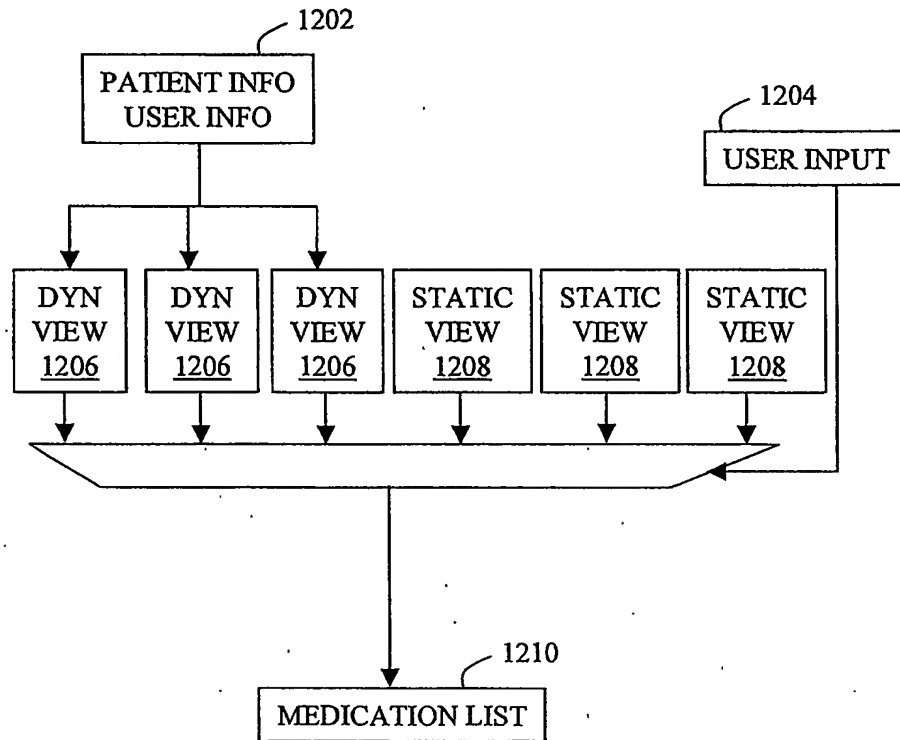 1202
PATIENT INFO
USER INFO
1204
USER INPUT
DYN
VIEW
1206
DYN
VIEW
1206
DYN
VIEW
1206
STATIC
VIEW
1208
STATIC
VIEW
1208
STATIC
VIEW
1208
1210
MEDICATION LIST